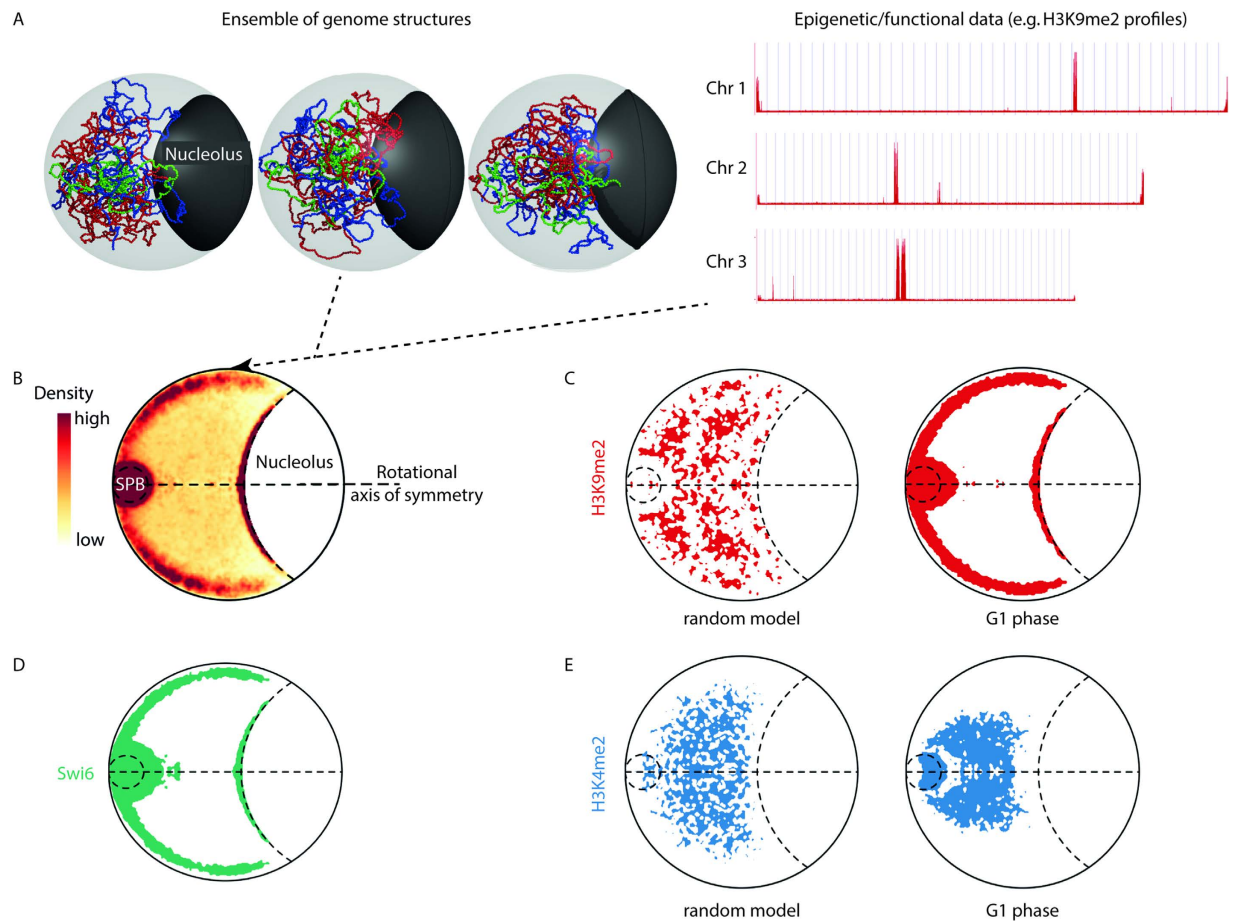 A
Ensemble of genome structures
Epigenetic/functional data (e.g. H3K9me2 profiles)
Nucleolus
Chr 1
Chr 2
Chr 3
B
Density
high
low
SPB
Nucleolus
Rotational
axis of symmetry
C
H3K9me2
random model
G1 phase
D
Swi6
E
H3K4me2
random model
G1 phase